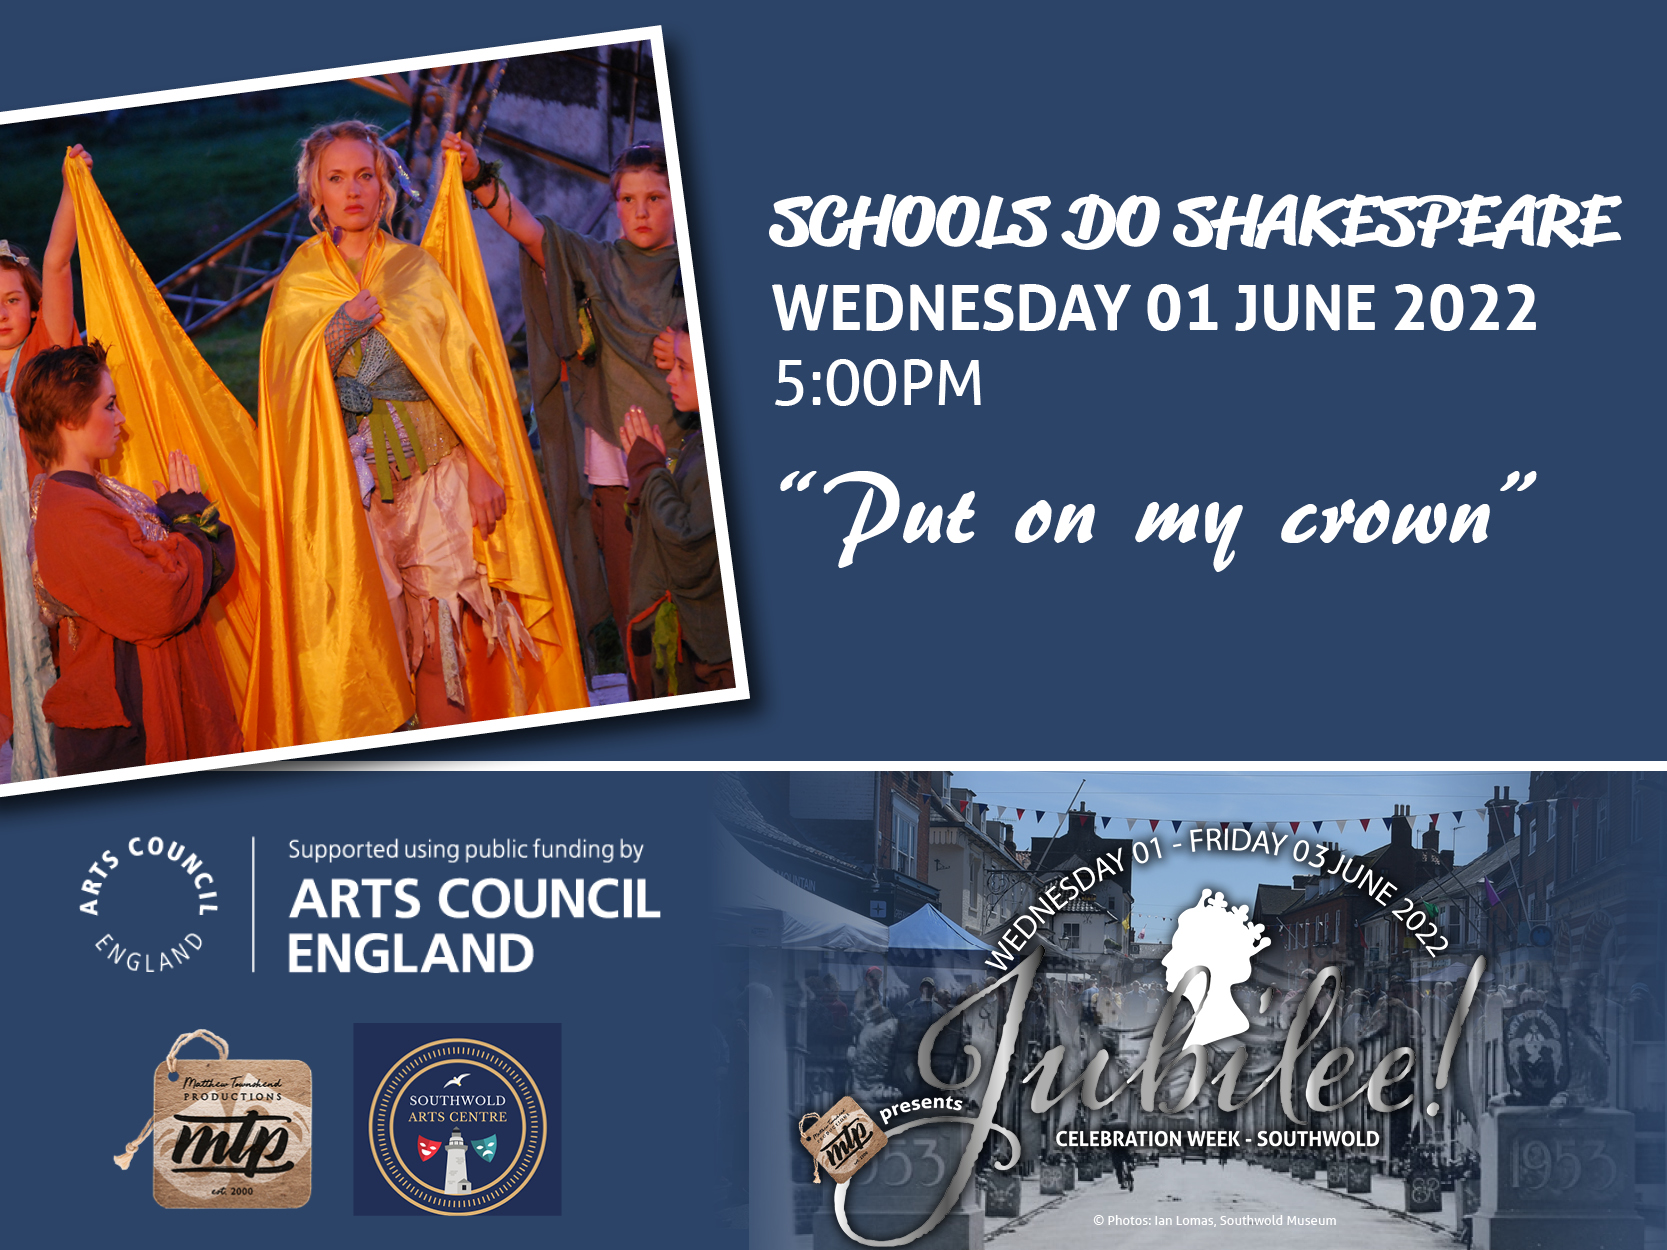 SCHOOLS DO SHAKESPEARE
WEDNESDAY 01 JUNE 2022
5:00PM
“Put on my crown”
ARTS COUNCIL
ENGLAND
Supported using public funding by
ARTS COUNCIL
ENGLAND
Matthew Townshend
PRODUCTIONS
mtp
est. 2000
SOUTHWOLD
ARTS CENTRE
WEDNESDAY 01 - FRIDAY 03 JUNE 2022
Jubilee!
mtp
presents
CELEBRATION WEEK - SOUTHWOLD
1953
© Photos: Ian Lomas, Southwold Museum